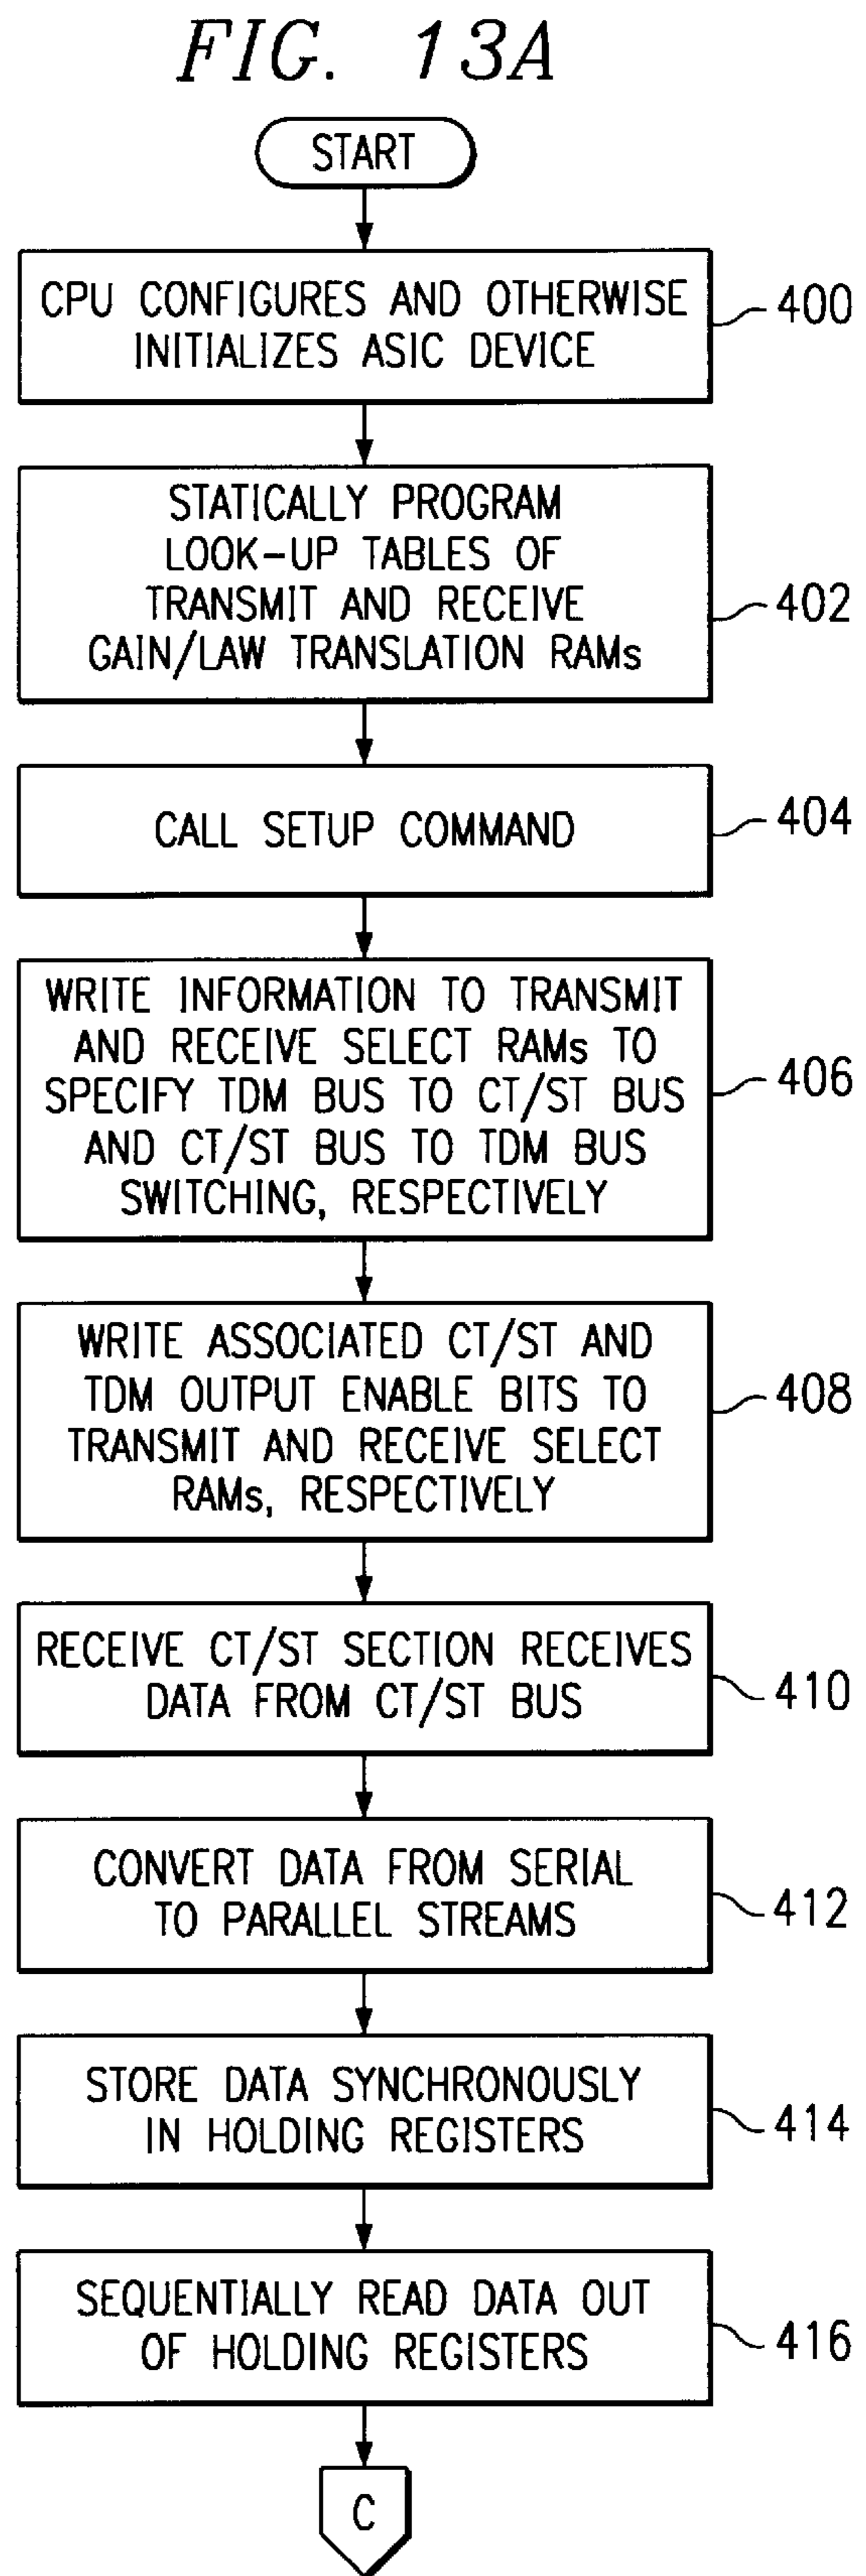 FIG. 13A
START
CPU CONFIGURES AND OTHERWISE
INITIALIZES ASIC DEVICE
400
STATICALLY PROGRAM
LOOK-UP TABLES OF
TRANSMIT AND RECEIVE
GAIN/LAW TRANSLATION RAMs
402
CALL SETUP COMMAND
404
WRITE INFORMATION TO TRANSMIT
AND RECEIVE SELECT RAMs TO
SPECIFY TDM BUS TO CT/ST BUS
AND CT/ST BUS TO TDM BUS
SWITCHING, RESPECTIVELY
406
WRITE ASSOCIATED CT/ST AND
TDM OUTPUT ENABLE BITS TO
TRANSMIT AND RECEIVE SELECT
RAMs, RESPECTIVELY
408
RECEIVE CT/ST SECTION RECEIVES
DATA FROM CT/ST BUS
410
CONVERT DATA FROM SERIAL
TO PARALLEL STREAMS
412
STORE DATA SYNCHRONOUSLY
IN HOLDING REGISTERS
414
SEQUENTIALLY READ DATA OUT
OF HOLDING REGISTERS
416
C